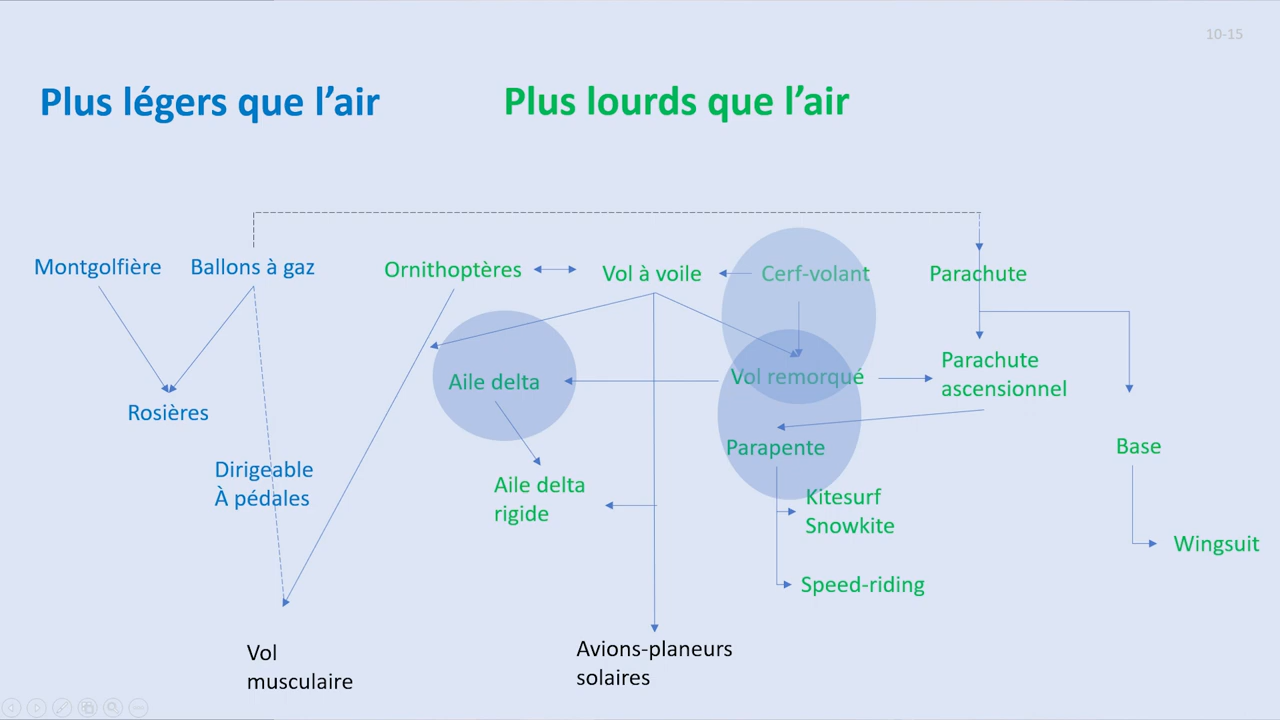 10-15
Plus légers que l’air
Plus lourds que l’air
Montgolfière
Ballons à gaz
Ornithoptères
Vol à voile
Cerf-volant
Parachute
Parachute
ascensionnel
Aile delta
Vol remorqué
Rosières
Parapente
Base
Dirigeable
À pédales
Aile delta
rigide
Kitesurf
Snowkite
Wingsuit
Speed-riding
Vol
musculaire
Avions-planeurs
solaires